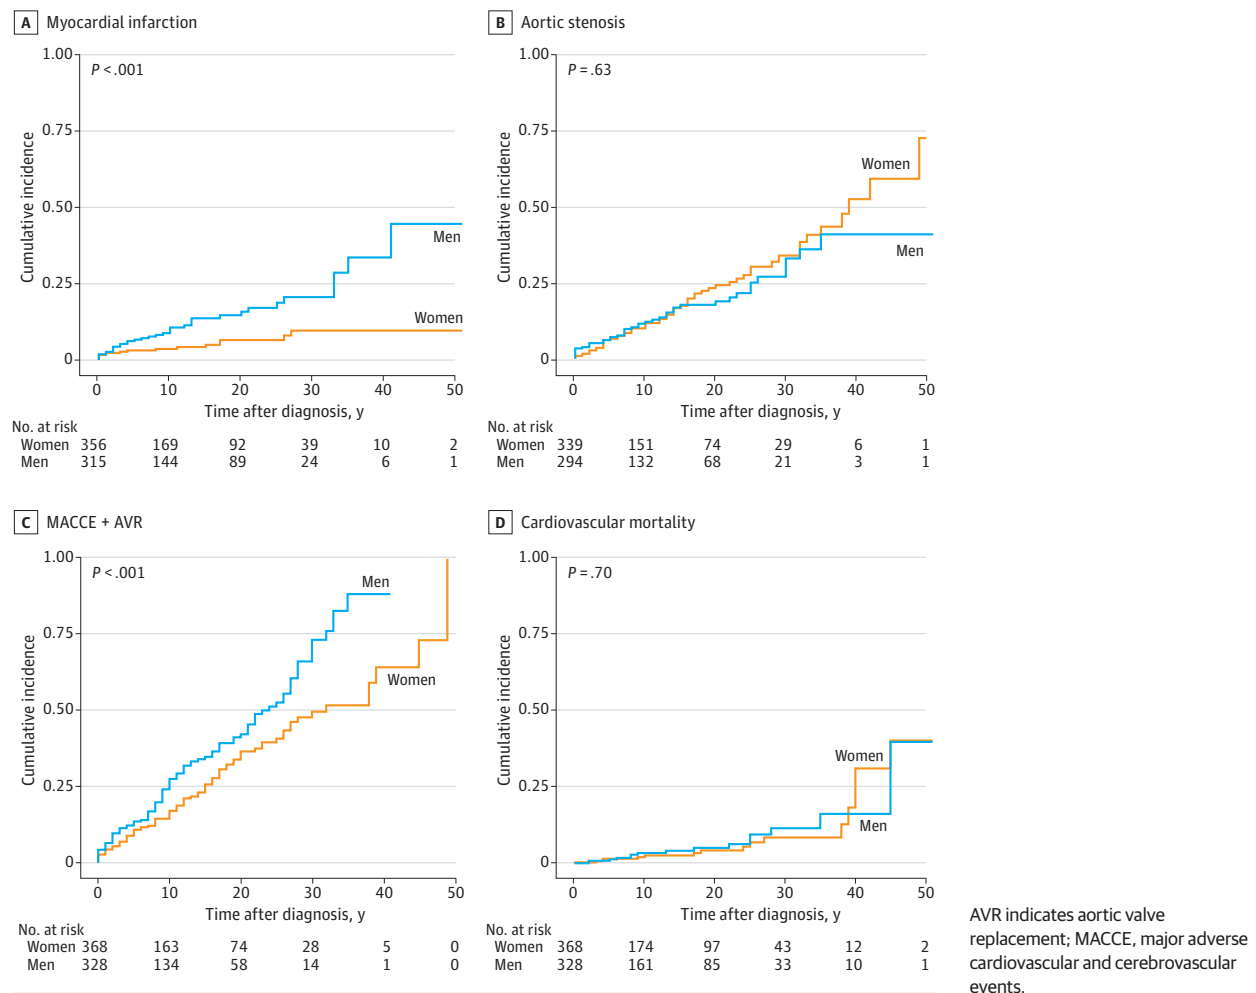 A Myocardial infarction
1.00
P < .001
0.75
0.50
0.25
0
Cumulative incidence
Men
Women
0 10 20 30 40 50
Time after diagnosis, y
No. at risk
Women 356 169 92 39 10 2
Men 315 144 89 24 6 1
B Aortic stenosis
1.00
P = .63
0.75
0.50
0.25
0
Cumulative incidence
Women
Men
0 10 20 30 40 50
Time after diagnosis, y
No. at risk
Women 339 151 74 29 6 1
Men 294 132 68 21 3 1
C MACCE + AVR
1.00
P < .001
0.75
0.50
0.25
0
Cumulative incidence
Men
Women
0 10 20 30 40 50
Time after diagnosis, y
No. at risk
Women 368 163 74 28 5 0
Men 328 134 58 14 1 0
D Cardiovascular mortality
1.00
P = .70
0.75
0.50
0.25
0
Cumulative incidence
Women
Men
0 10 20 30 40 50
Time after diagnosis, y
No. at risk
Women 368 174 97 43 12 2
Men 328 161 85 33 10 1
AVR indicates aortic valve
replacement; MACCE, major adverse
cardiovascular and cerebrovascular
events.